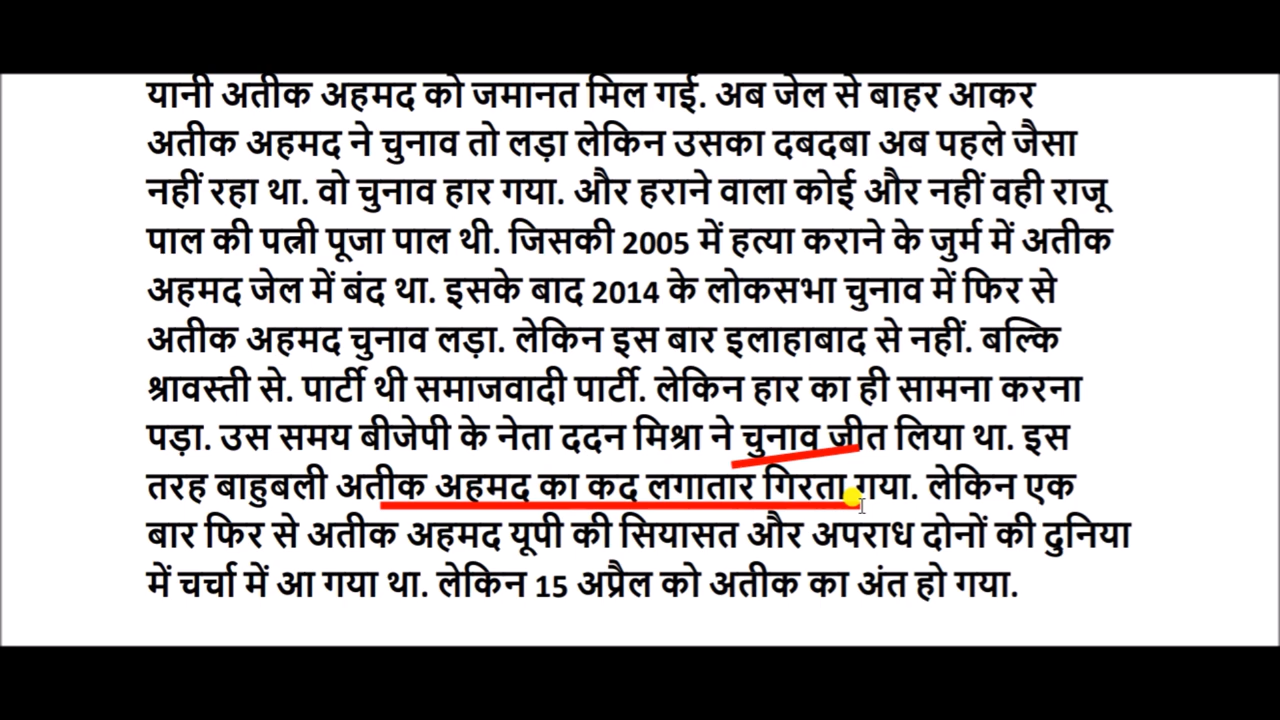 यानी अतीक अहमद को जमानत मिल गई. अब जेल से बाहर आकर
अतीक अहमद ने चुनाव तो लड़ा लेकिन उसका दबदबा अब पहले जैसा
नहीं रहा था. वो चुनाव हार गया. और हराने वाला कोई और नहीं वही राजू
पाल की पत्नी पूजा पाल थी. जिसकी 2005 में हत्या कराने के जुर्म में अतीक
अहमद जेल में बंद था. इसके बाद 2014 के लोकसभा चुनाव में फिर से
अतीक अहमद चुनाव लड़ा. लेकिन इस बार इलाहाबाद से नहीं. बल्कि
श्रावस्ती से. पार्टी थी समाजवादी पार्टी. लेकिन हार का ही सामना करना
पड़ा. उस समय बीजेपी के नेता ददन मिश्रा ने चुनाव जीत लिया था. इस
तरह बाहुबली अतीक अहमद का कद लगातार गिरता गया. लेकिन एक
बार फिर से अतीक अहमद यूपी की सियासत और अपराध दोनों की दुनिया
में चर्चा में आ गया था. लेकिन 15 अप्रैल को अतीक का अंत हो गया.